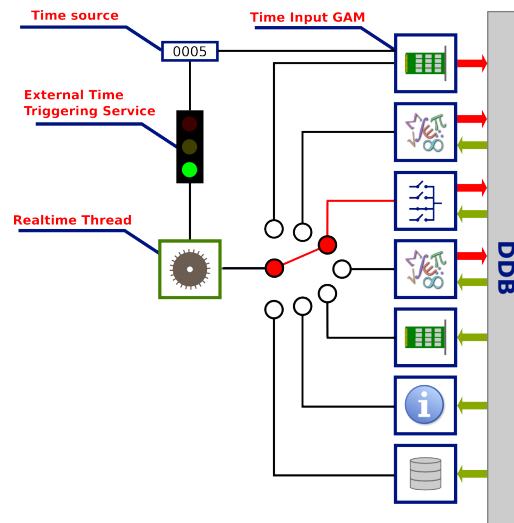 Time source
Time Input GAM
0005
External Time
Triggering Service
Realtime Thread
DDB